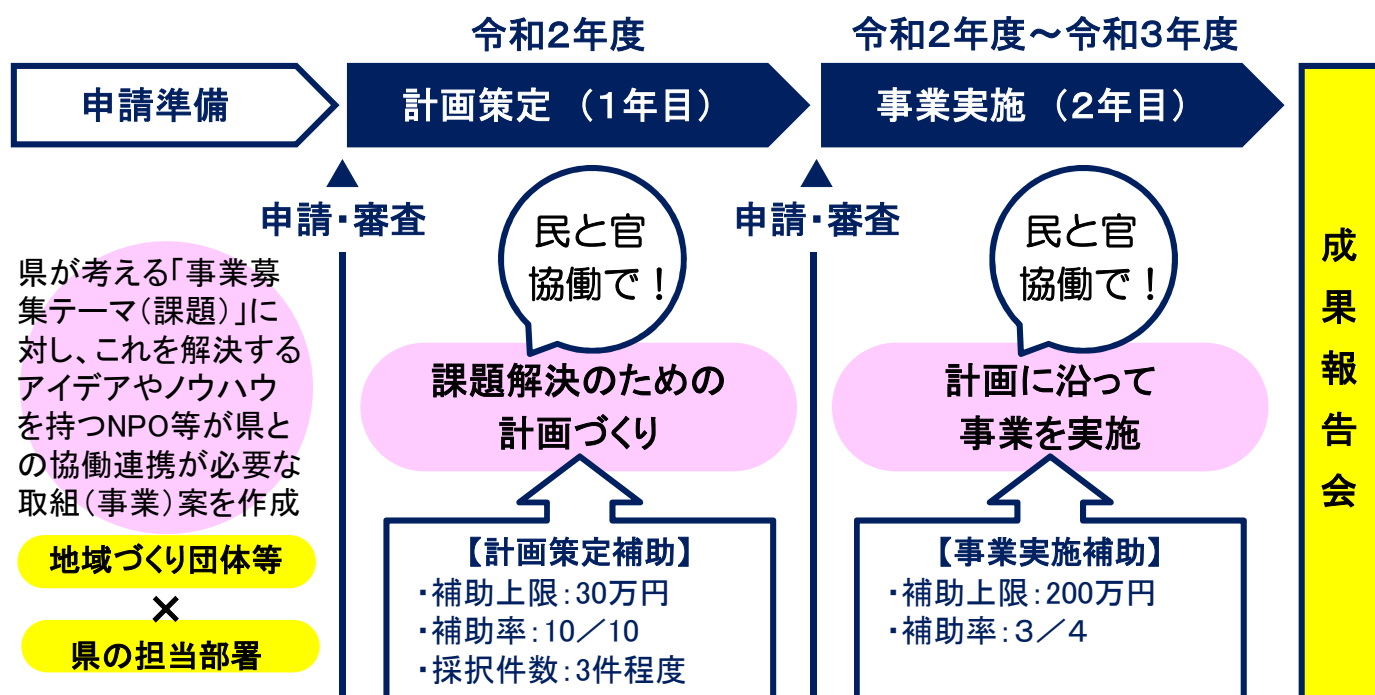 令和2年度
令和2年度～令和3年度
申請準備
計画策定 （1年目）
事業実施 （2年目）
申請・審査
申請・審査
県が考える「事業募
集テーマ（課題）」に
対し、これを解決する
アイデアやノウハウ
を持つNPO等が県と
の協働連携が必要な
取組（事業）案を作成
地域づくり団体等
×
県の担当部署
民と官
協働で！
課題解決のための
計画づくり
【計画策定補助】
・補助上限：30万円
・補助率：10／10
・採択件数：3件程度
民と官
協働で！
計画に沿って
事業を実施
【事業実施補助】
・補助上限：200万円
・補助率：３／４
成果報告会